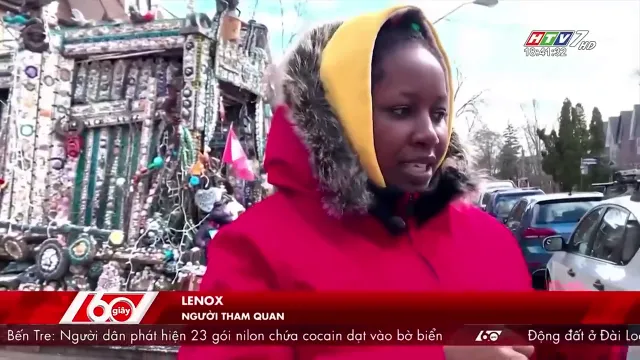 HTV7 HD
18:41:32
LENOX
60 giây
NGƯỜI THAM QUAN
Bến Tre: Người dân phát hiện 23 gói nilon chứa cocain dạt vào bờ biển 60 Động đất ở Đài Loa